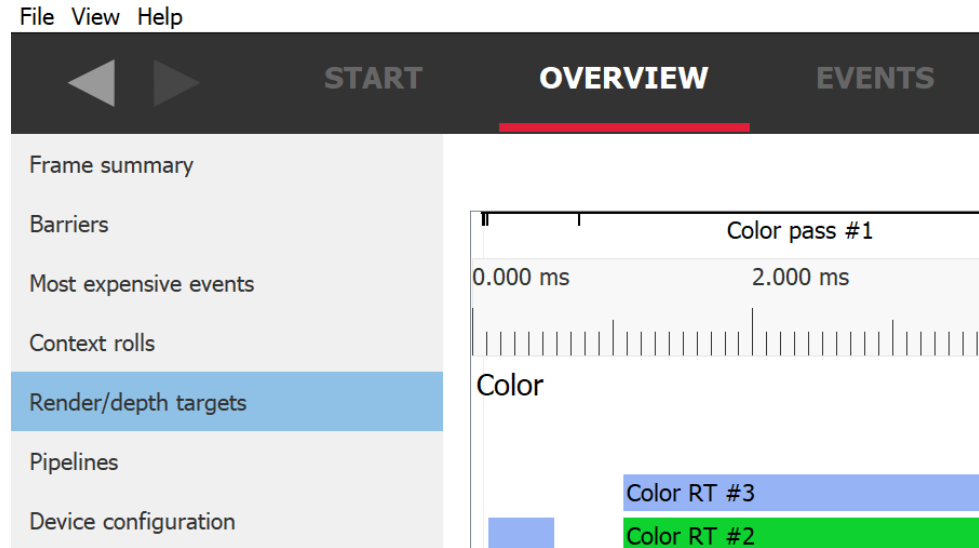 File View Help
START OVERVIEW EVENTS
Frame summary
Barriers
Most expensive events
Context rolls
Render/depth targets
Pipelines
Device configuration
Color pass #1
0.000 ms 2.000 ms
Color
Color RT #3
Color RT #2